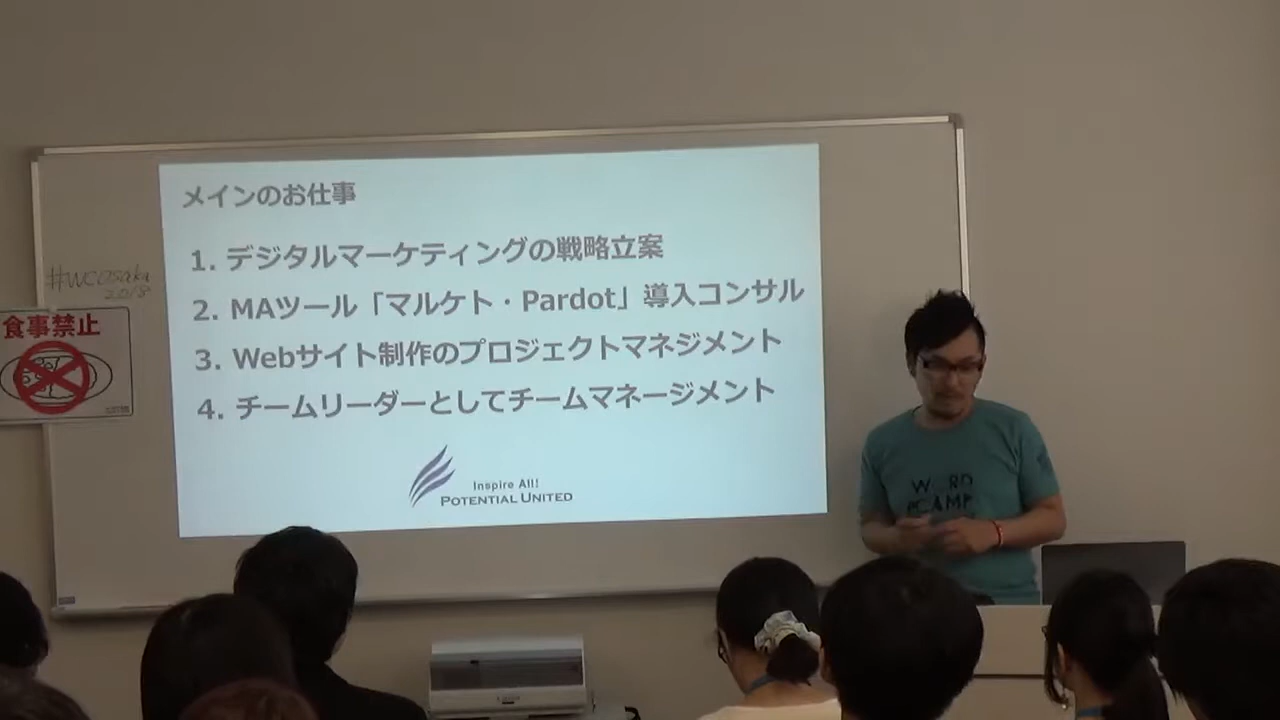 メインのお仕事
1. デジタルマーケティングの戦略立案
2. MAツール「マルケト・Pardot」導入コンサル
3. Webサイト制作のプロジェクトマネジメント
4. チームリーダーとしてチームマネージメント
Inspire All!
POTENTIAL UNITED
#wcosaka
2018
食事禁止
W RD
CAMP